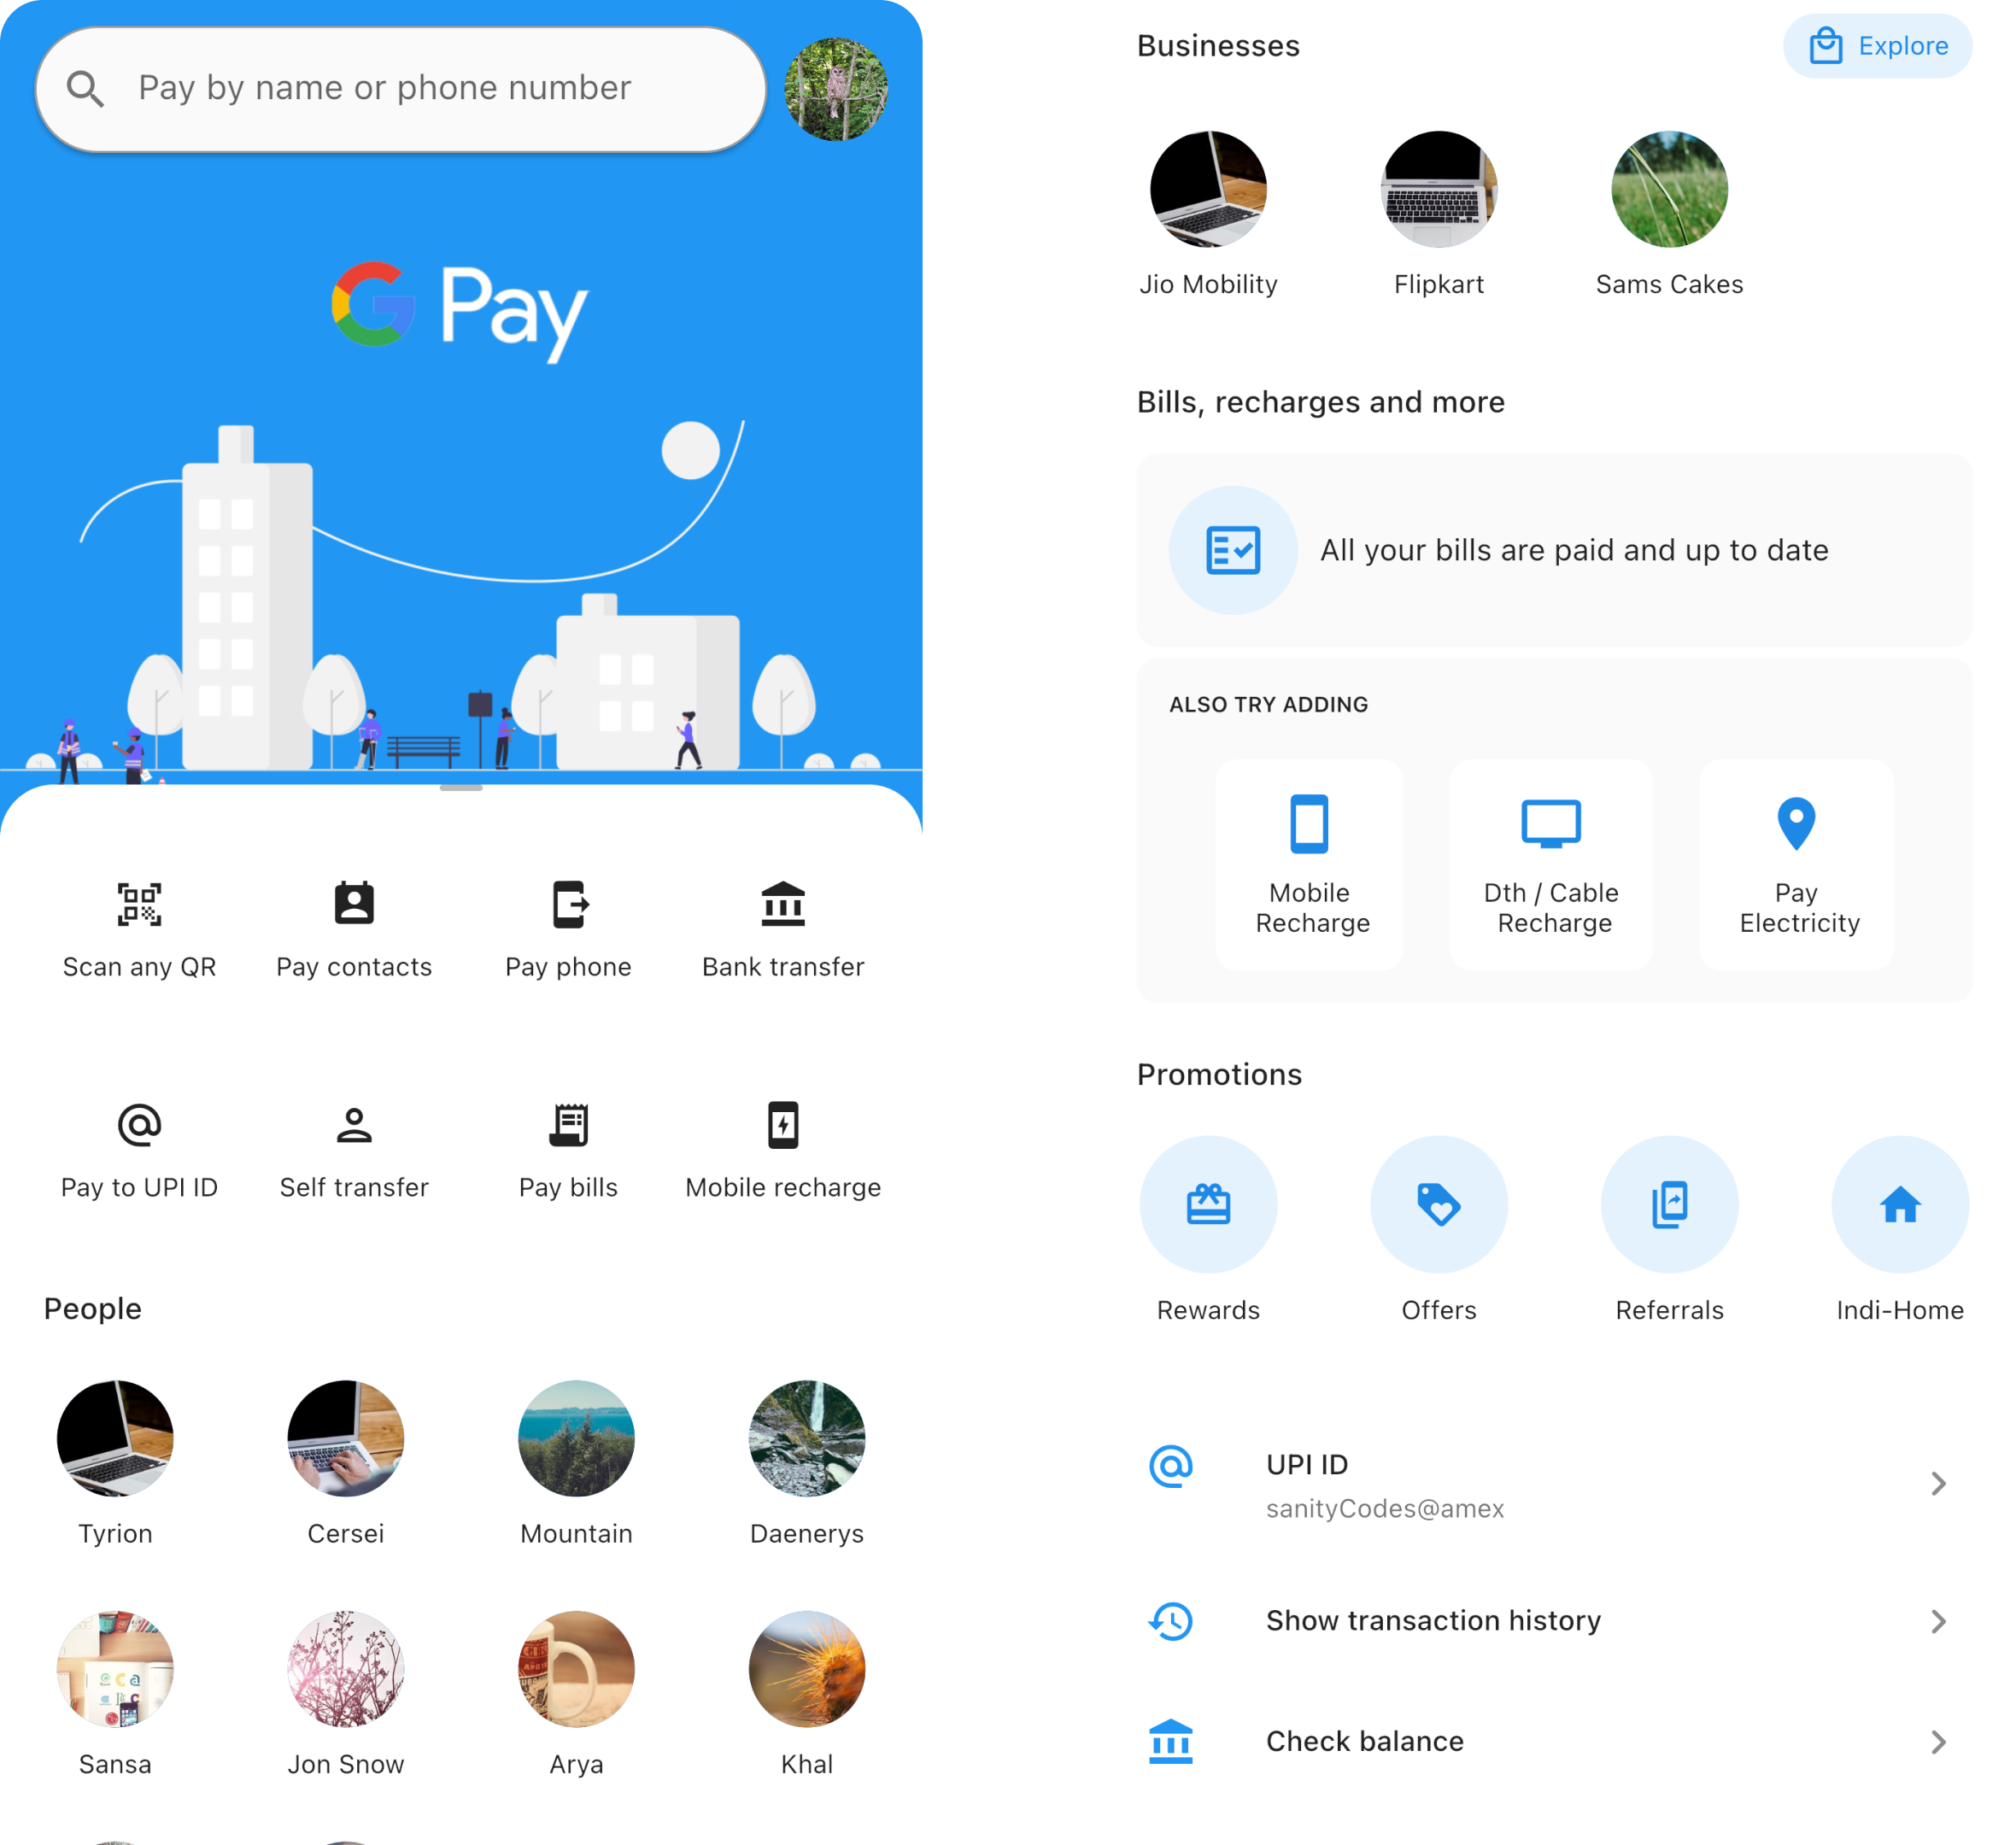 Pay by name or phone number
G Pay
Scan any QR
Pay contacts
Pay phone
Bank transfer
Pay to UPI ID
Self transfer
Pay bills
Mobile recharge
People
Tyrion
Cersei
Mountain
Daenerys
Sansa
Jon Snow
Arya
Khal
Businesses
Explore
Jio Mobility
Flipkart
Sams Cakes
Bills, recharges and more
All your bills are paid and up to date
ALSO TRY ADDING
Mobile
Recharge
Dth / Cable
Recharge
Pay
Electricity
Promotions
Rewards
Offers
Referrals
Indi-Home
UPI ID
sanityCodes@amex
Show transaction history
Check balance